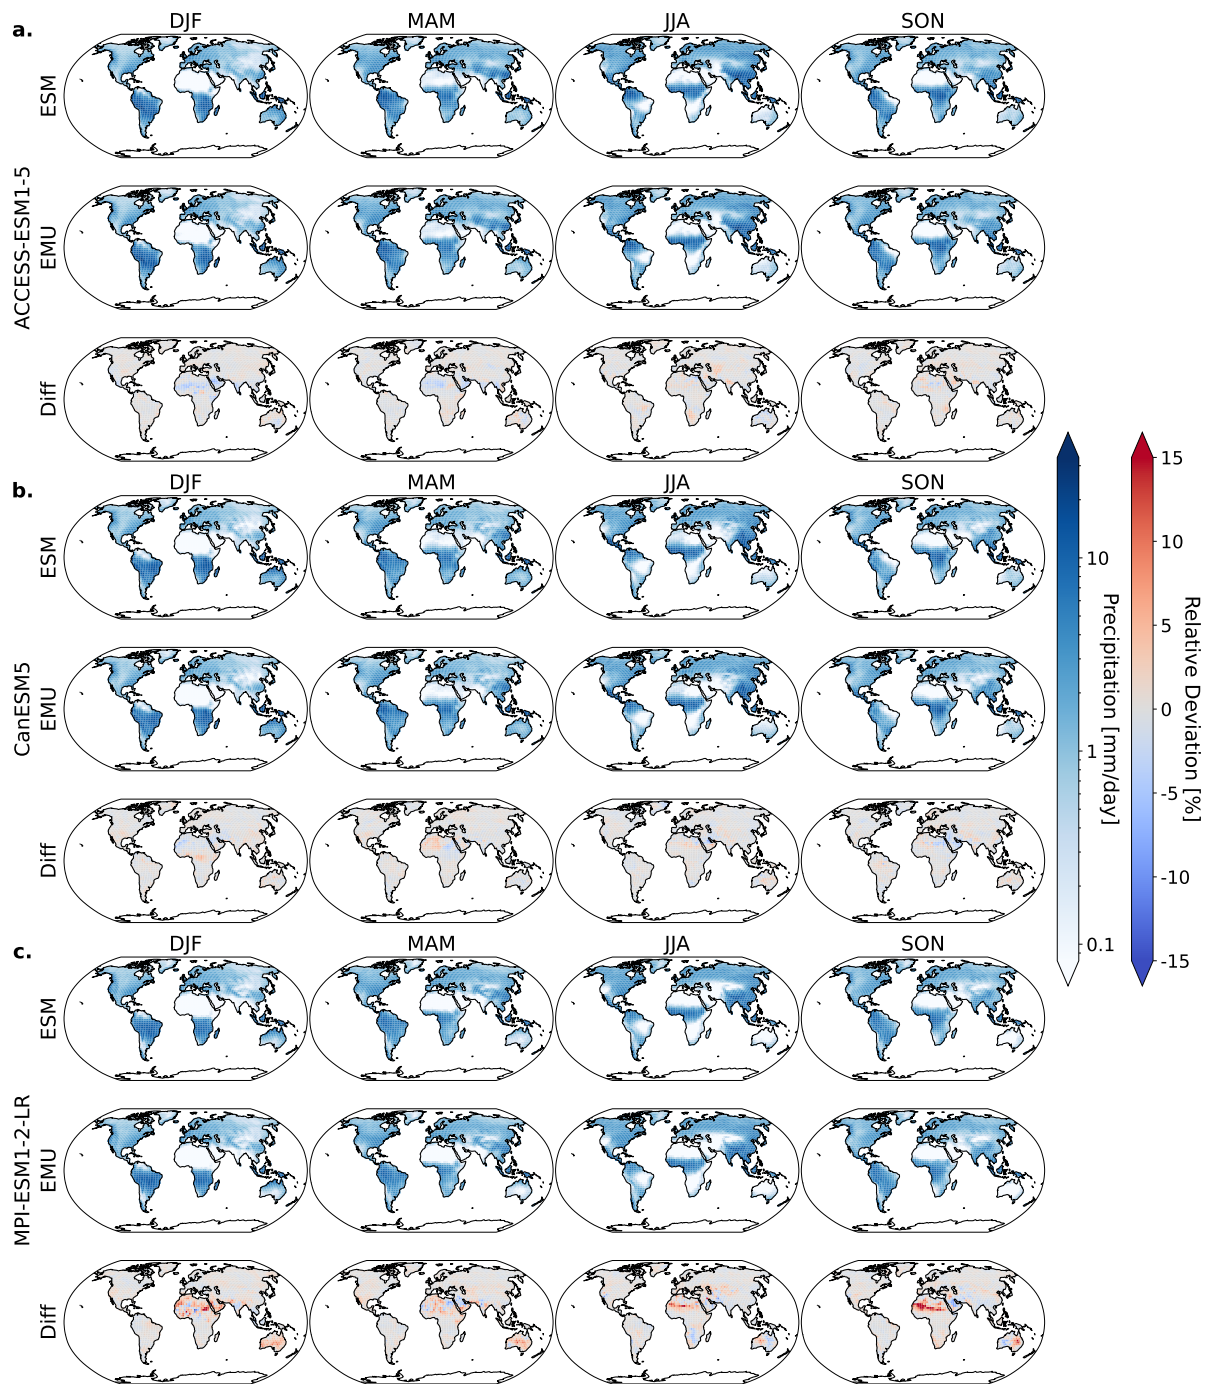 a.
DJF MAM JJA SON
ACCESS-ESM1-5
ESM
EMU
Diff
b.
DJF MAM JJA SON
CanESM5
ESM
EMU
Diff
c.
DJF MAM JJA SON
MPI-ESM1-2-LR
ESM
EMU
Diff
10
1
0.1
Precipitation [mm/day]
15
10
5
0
-5
-10
-15
Relative Deviation [%]